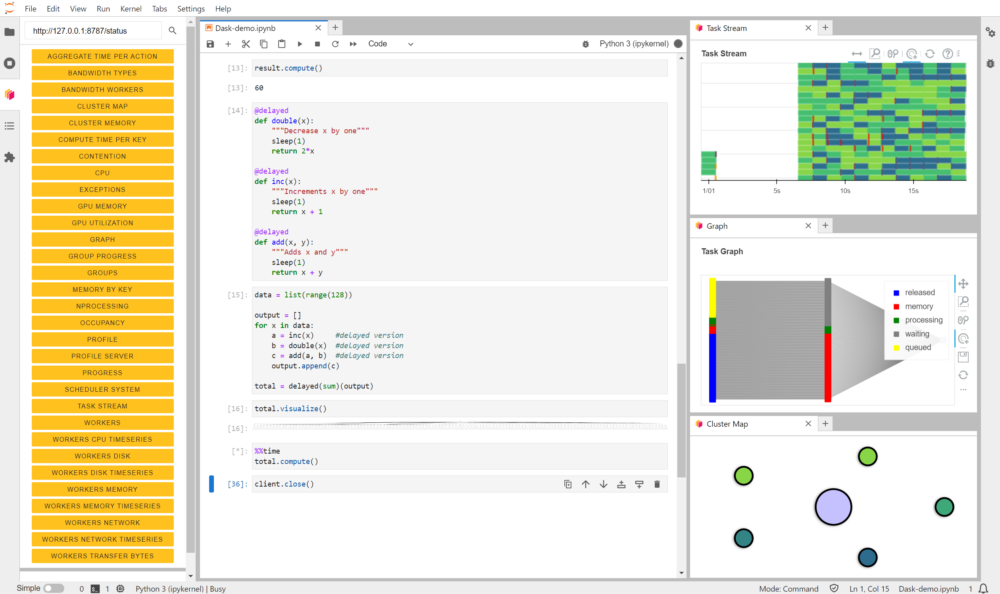 File Edit View Run Kernel Tabs Settings Help
http://127.0.0.1:8787/status
AGGREGATE TIME PER ACTION
BANDWIDTH TYPES
BANDWIDTH WORKERS
CLUSTER MAP
CLUSTER MEMORY
COMPUTE TIME PER KEY
CONTENTION
CPU
EXCEPTIONS
GPU MEMORY
GPU UTILIZATION
GRAPH
GROUP PROGRESS
GROUPS
MEMORY BY KEY
NPROCESSING
OCCUPANCY
PROFILE
PROFILE SERVER
PROGRESS
SCHEDULER SYSTEM
TASK STREAM
WORKERS
WORKERS CPU TIMESERIES
WORKERS DISK
WORKERS DISK TIMESERIES
WORKERS MEMORY
WORKERS MEMORY TIMESERIES
WORKERS NETWORK
WORKERS NETWORK TIMESERIES
WORKERS TRANSFER BYTES
Dask-demo.ipynb
Code Python 3 (ipykernel)
[13]: result.compute()
[13]: 60
[14]: @delayed
def double(x):
"""Decrease x by one"""
sleep(1)
return 2*x
@delayed
def inc(x):
"""Increments x by one"""
sleep(1)
return x + 1
@delayed
def add(x, y):
"""Adds x and y"""
sleep(1)
return x + y
[15]: data = list(range(128))
output = []
for x in data:
a = inc(x) #delayed version
b = double(x) #delayed version
c = add(a, b) #delayed version
output.append(c)
total = delayed(sum)(output)
[16]: total.visualize()
[16]:
[*]: %%time
total.compute()
[36]: client.close()
Task Stream
Task Stream
1/01 5s 10s 15s
Graph
Task Graph
released
memory
processing
waiting
queued
Cluster Map
Simple 0 $_ 1 Python 3 (ipykernel) | Busy Mode: Command Ln 1, Col 15 Dask-demo.ipynb 1